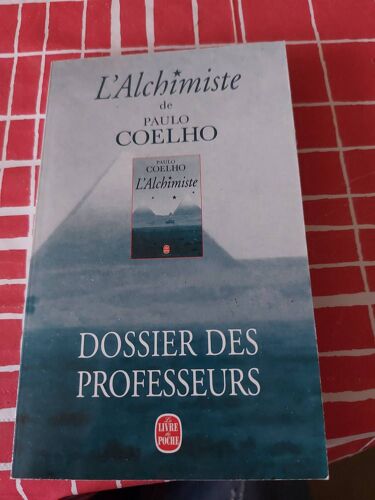 L'Alchimiste
de
PAULO
COELHO
PAULO
COELHO
L'Alchimiste
DOSSIER DES
PROFESSEURS
Le
LIVRE
de
POCHE